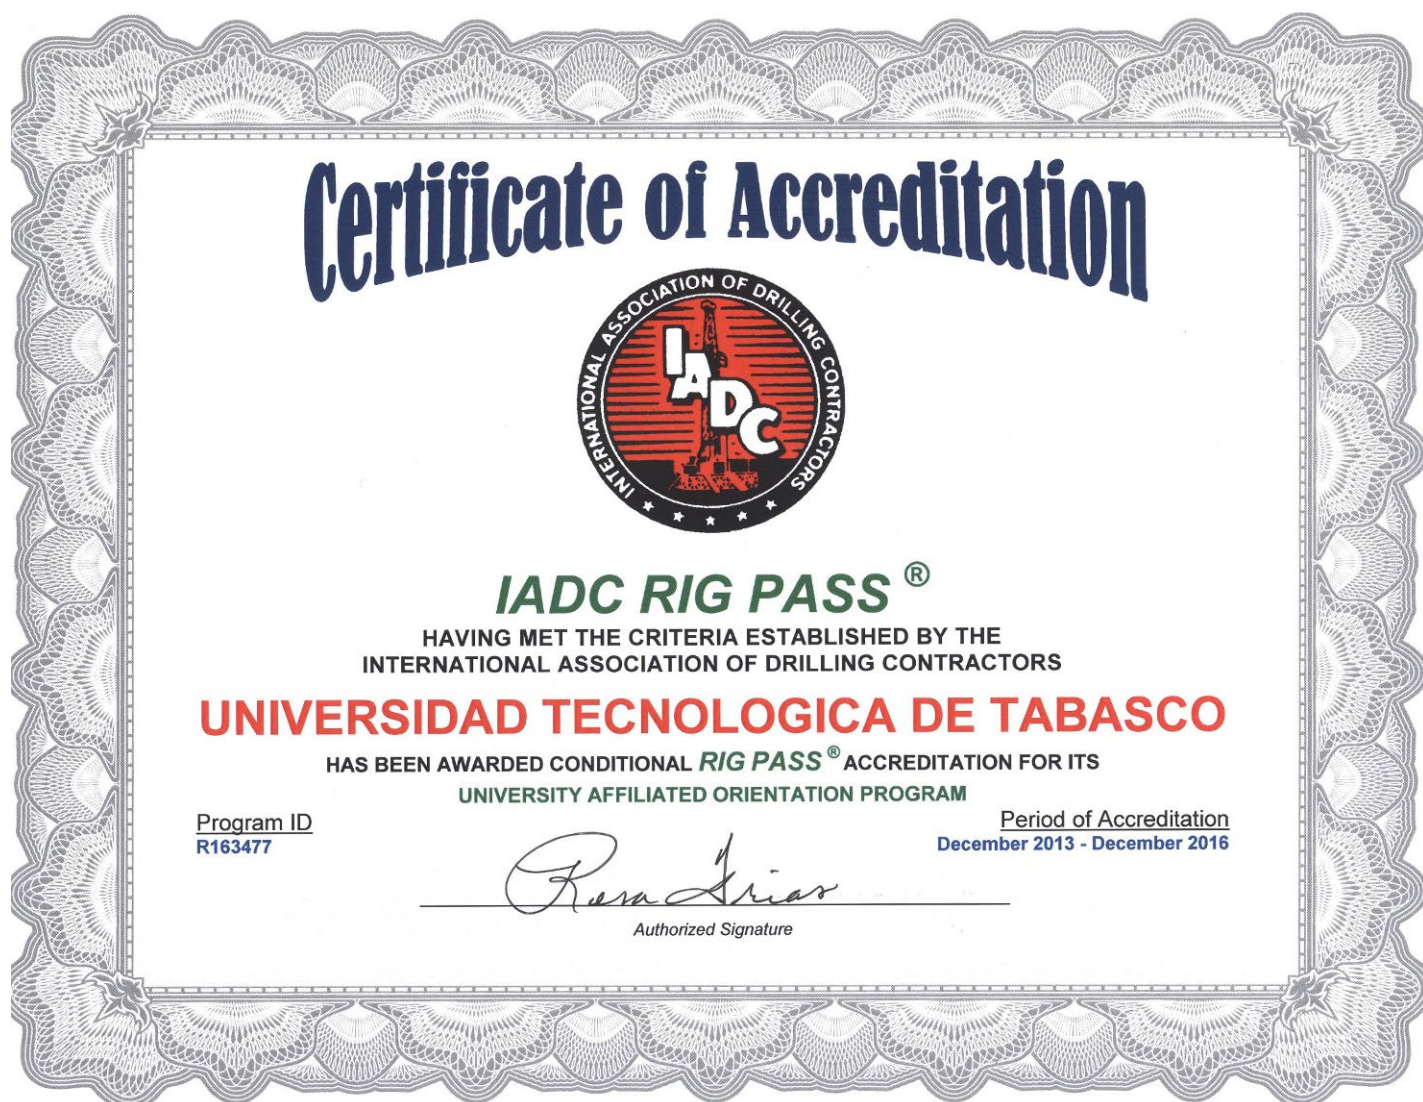 Certificate of Accreditation
INTERNATIONAL ASSOCIATION OF DRILLING CONTRACTORS
IADC
IADC RIG PASS ®
HAVING MET THE CRITERIA ESTABLISHED BY THE
INTERNATIONAL ASSOCIATION OF DRILLING CONTRACTORS
UNIVERSIDAD TECNOLOGICA DE TABASCO
HAS BEEN AWARDED CONDITIONAL RIG PASS ® ACCREDITATION FOR ITS
UNIVERSITY AFFILIATED ORIENTATION PROGRAM
Program ID
R163477
Period of Accreditation
December 2013 - December 2016
Rosa Arias
Authorized Signature